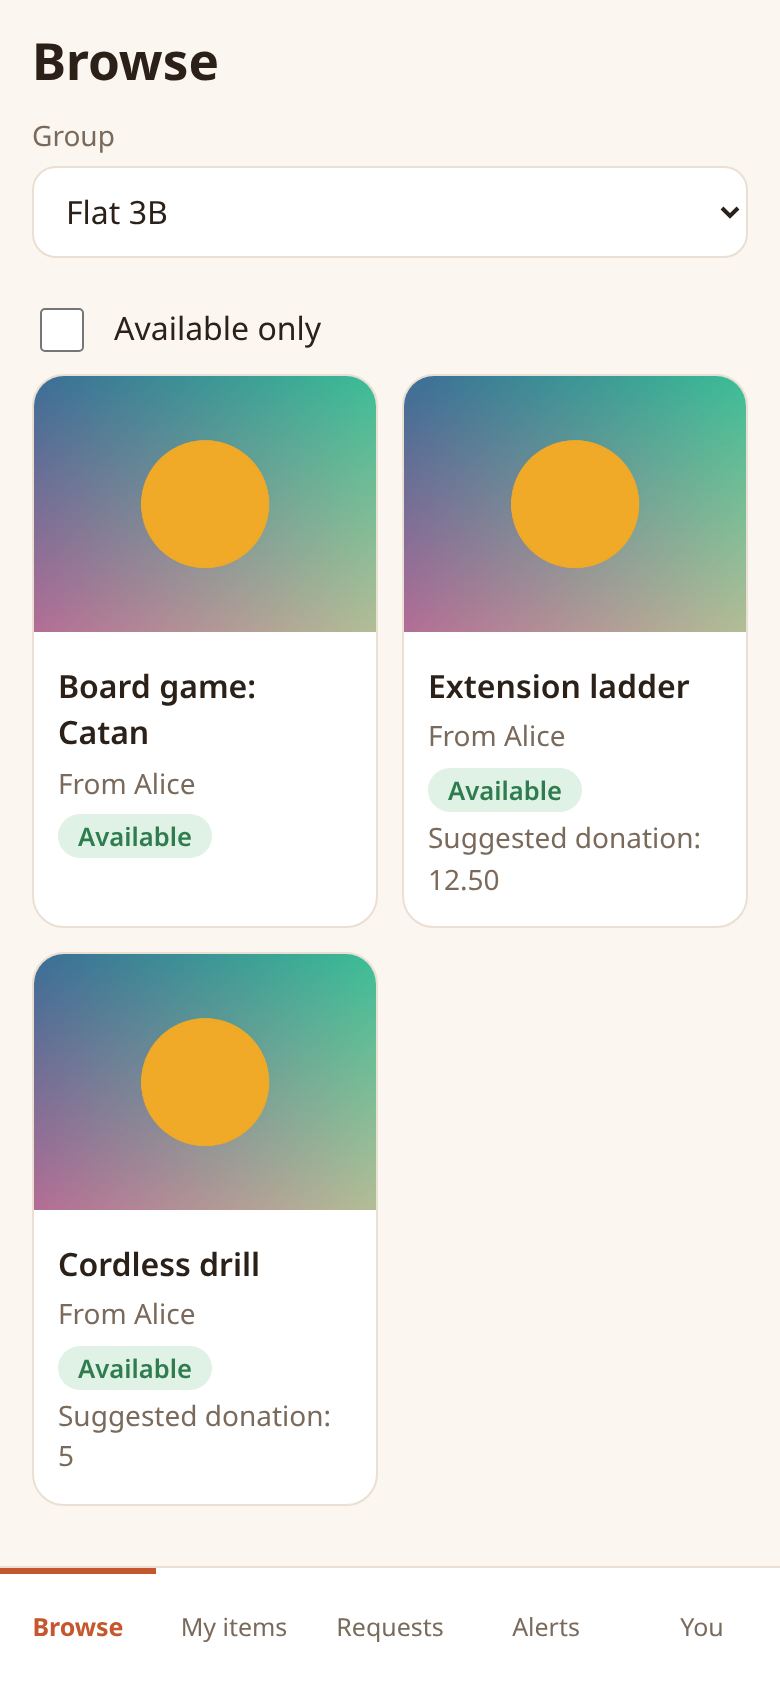 Browse
Group
Flat 3B
Available only
Board game:
Catan
From Alice
Available
Extension ladder
From Alice
Available
Suggested donation:
12.50
Cordless drill
From Alice
Available
Suggested donation:
5
Browse
My items
Requests
Alerts
You